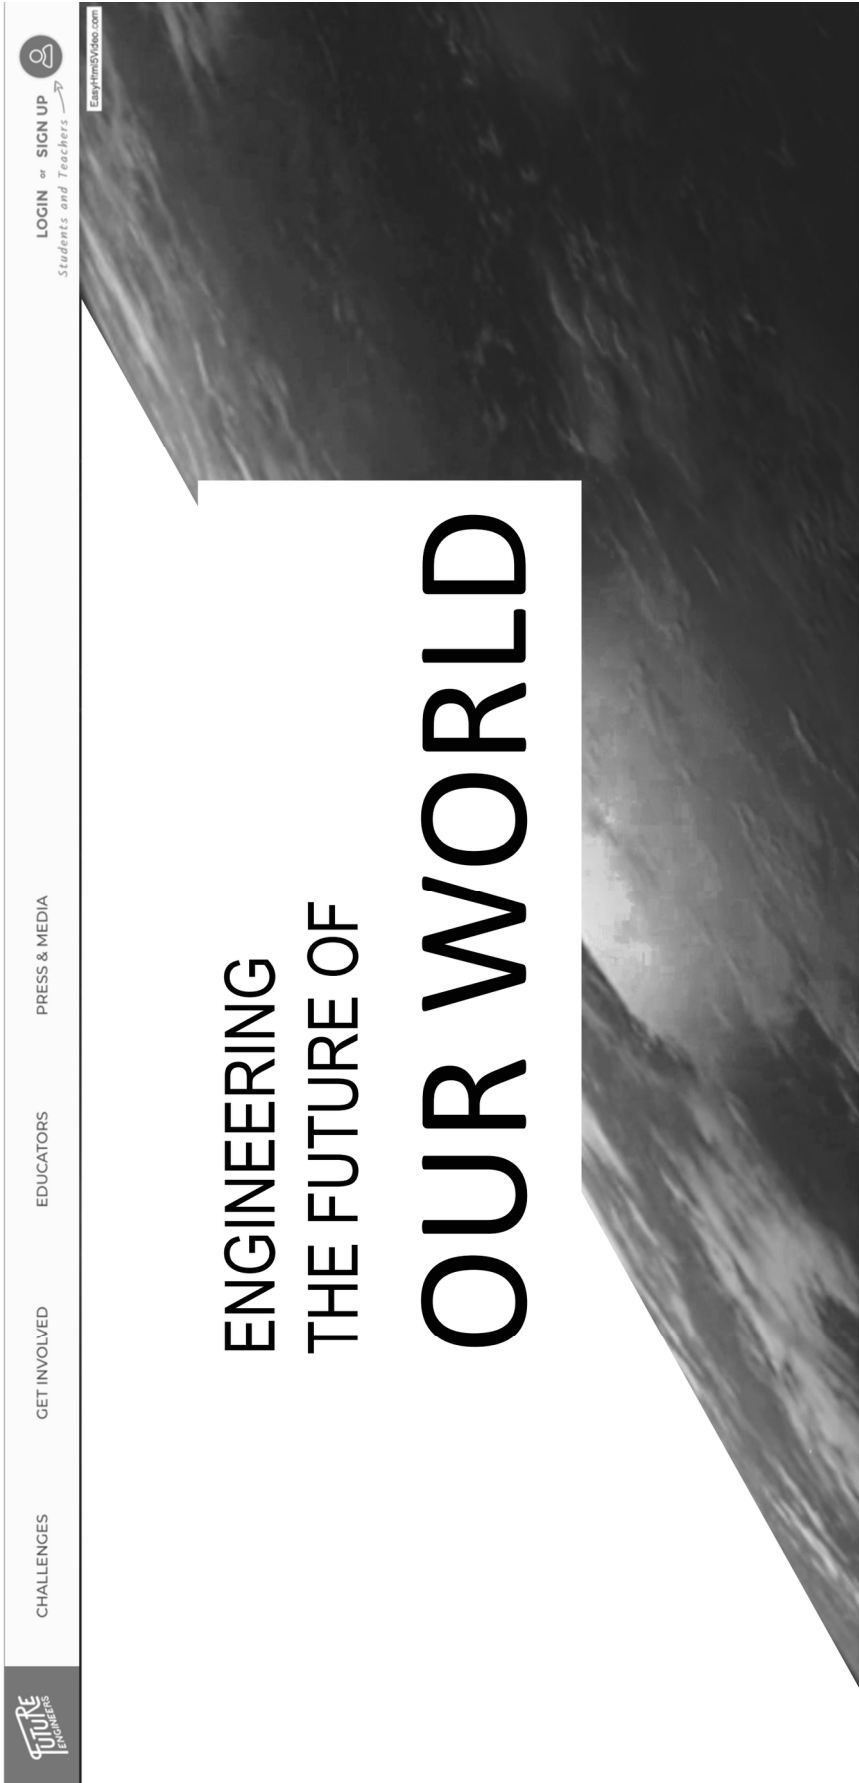 FUTURE
ENGINEERS
CHALLENGES
GET INVOLVED
EDUCATORS
PRESS & MEDIA
LOGIN or SIGN UP
Students and Teachers
EasyHtml5Video.com
ENGINEERING
THE FUTURE OF
OUR WORLD